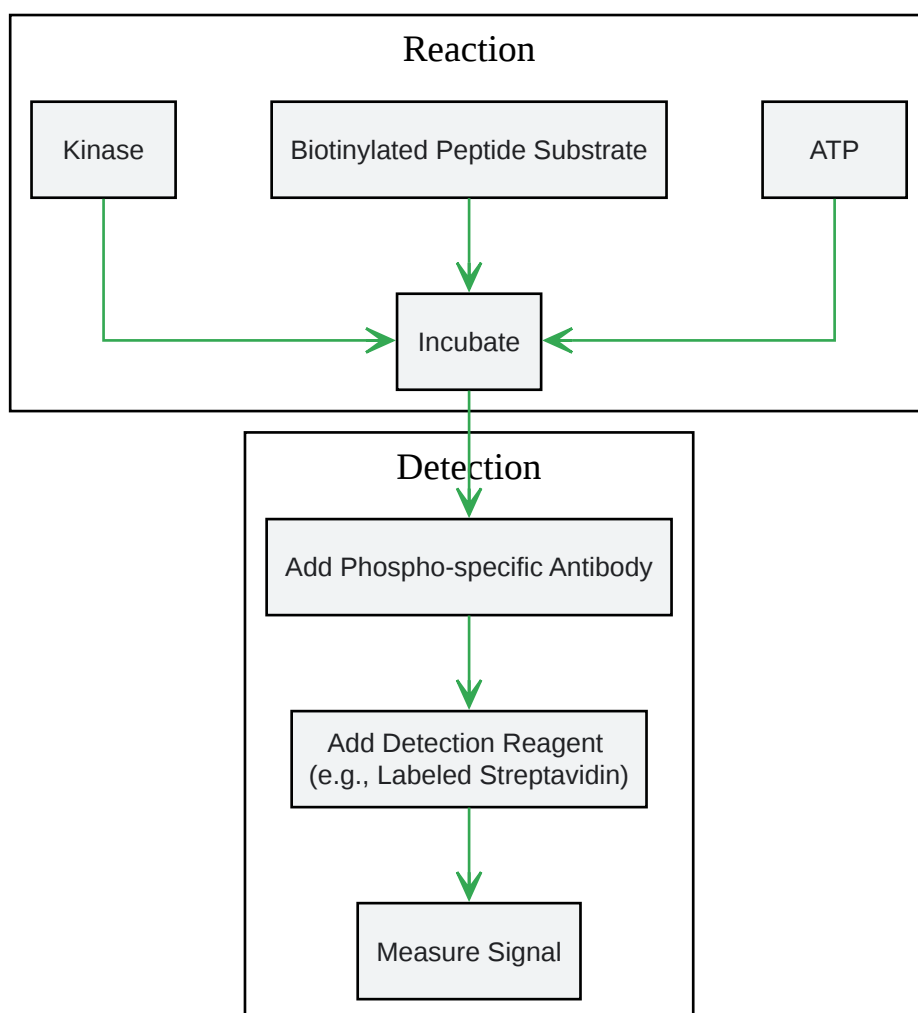 Reaction
Kinase
Biotinylated Peptide Substrate
ATP
Incubate
Detection
Add Phospho-specific Antibody
Add Detection Reagent
(e.g., Labeled Streptavidin)
Measure Signal